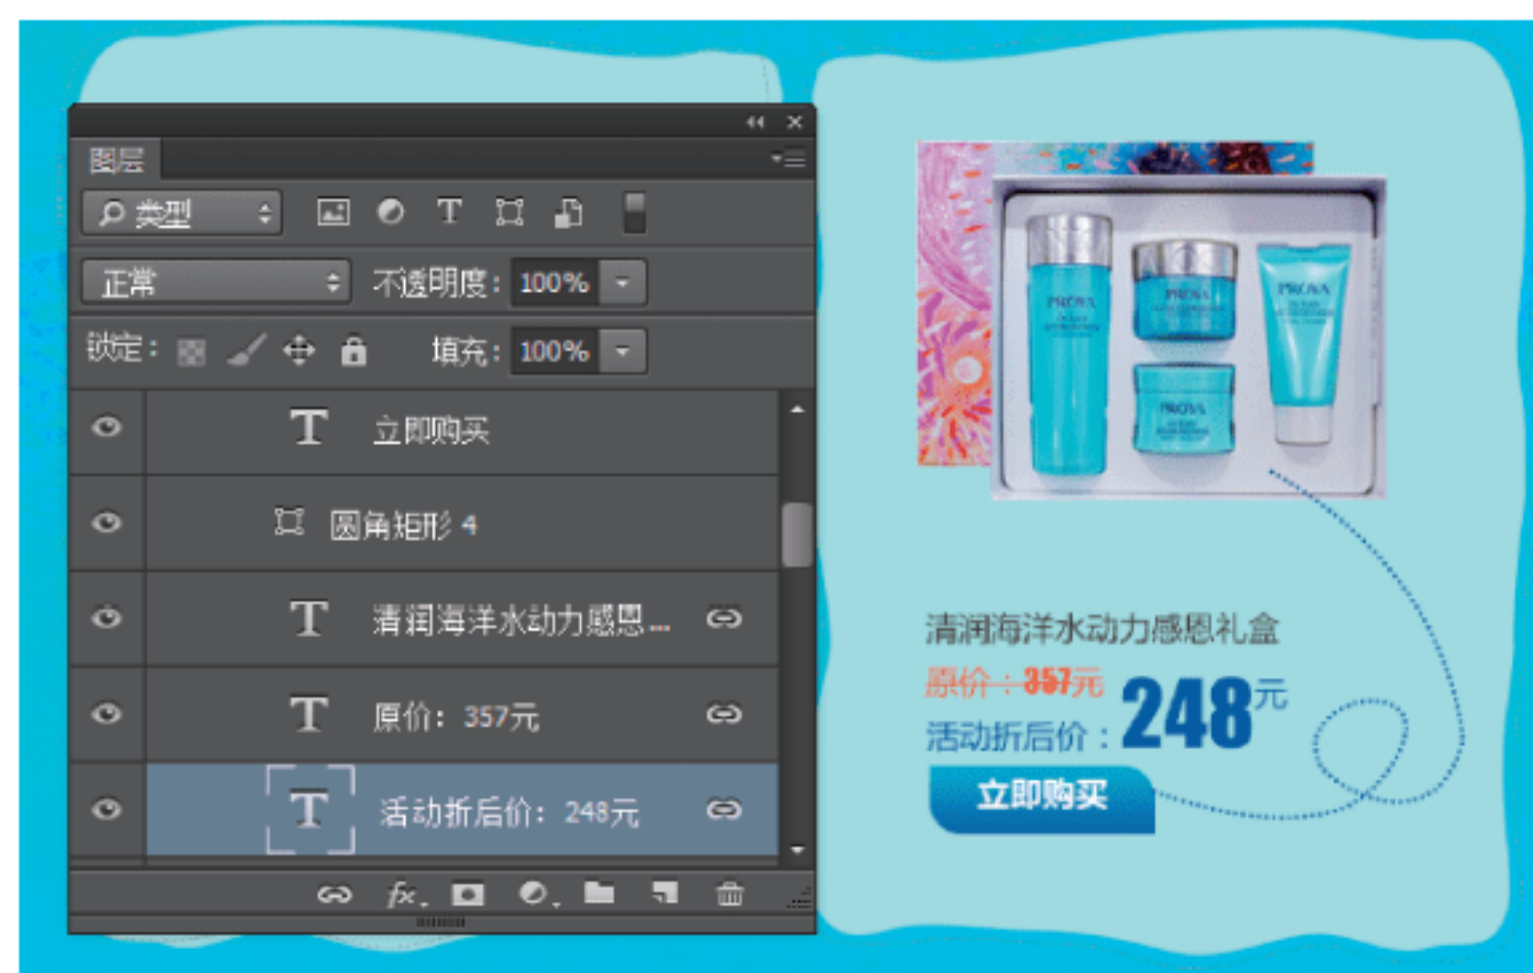 图层
类型
T
正常 不透明度: 100%
锁定: 填充: 100%
T 立即购买
圆角矩形 4
T 清润海洋水动力感恩...
T 原价: 357元
T 活动折后价: 248元
fx.
PROYA
PROYA
PROYA
PROYA
清润海洋水动力感恩礼盒
原价：357元
活动折后价：248元
立即购买